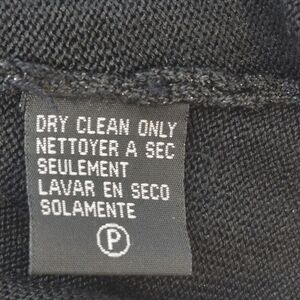 DRY CLEAN ONLY
NETTOYER A SEC
SEULEMENT
LAVAR EN SECO
SOLAMENTE
P